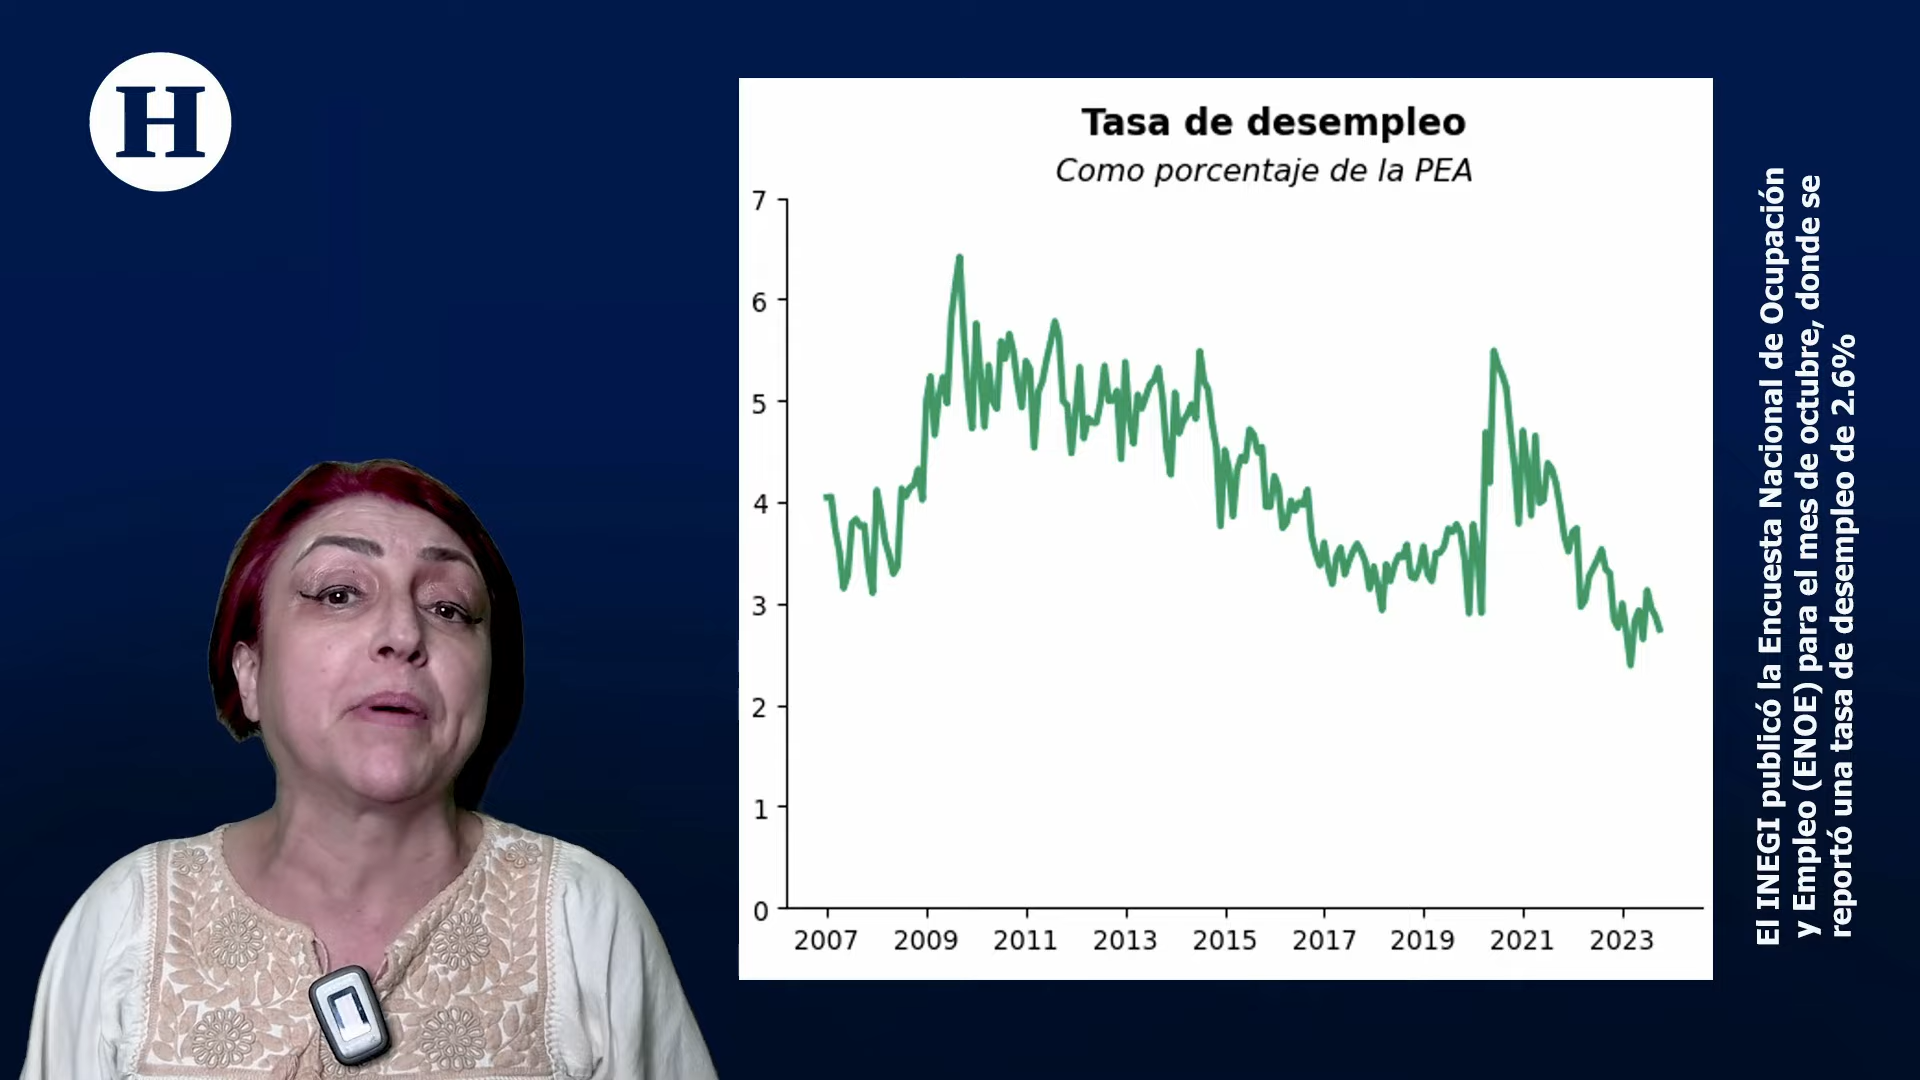 H
Tasa de desempleo
Como porcentaje de la PEA
7
6
5
4
3
2
1
0
2007 2009 2011 2013 2015 2017 2019 2021 2023
El INEGI publicó la Encuesta Nacional de Ocupación
y Empleo (ENOE) para el mes de octubre, donde se
reportó una tasa de desempleo de 2.6%